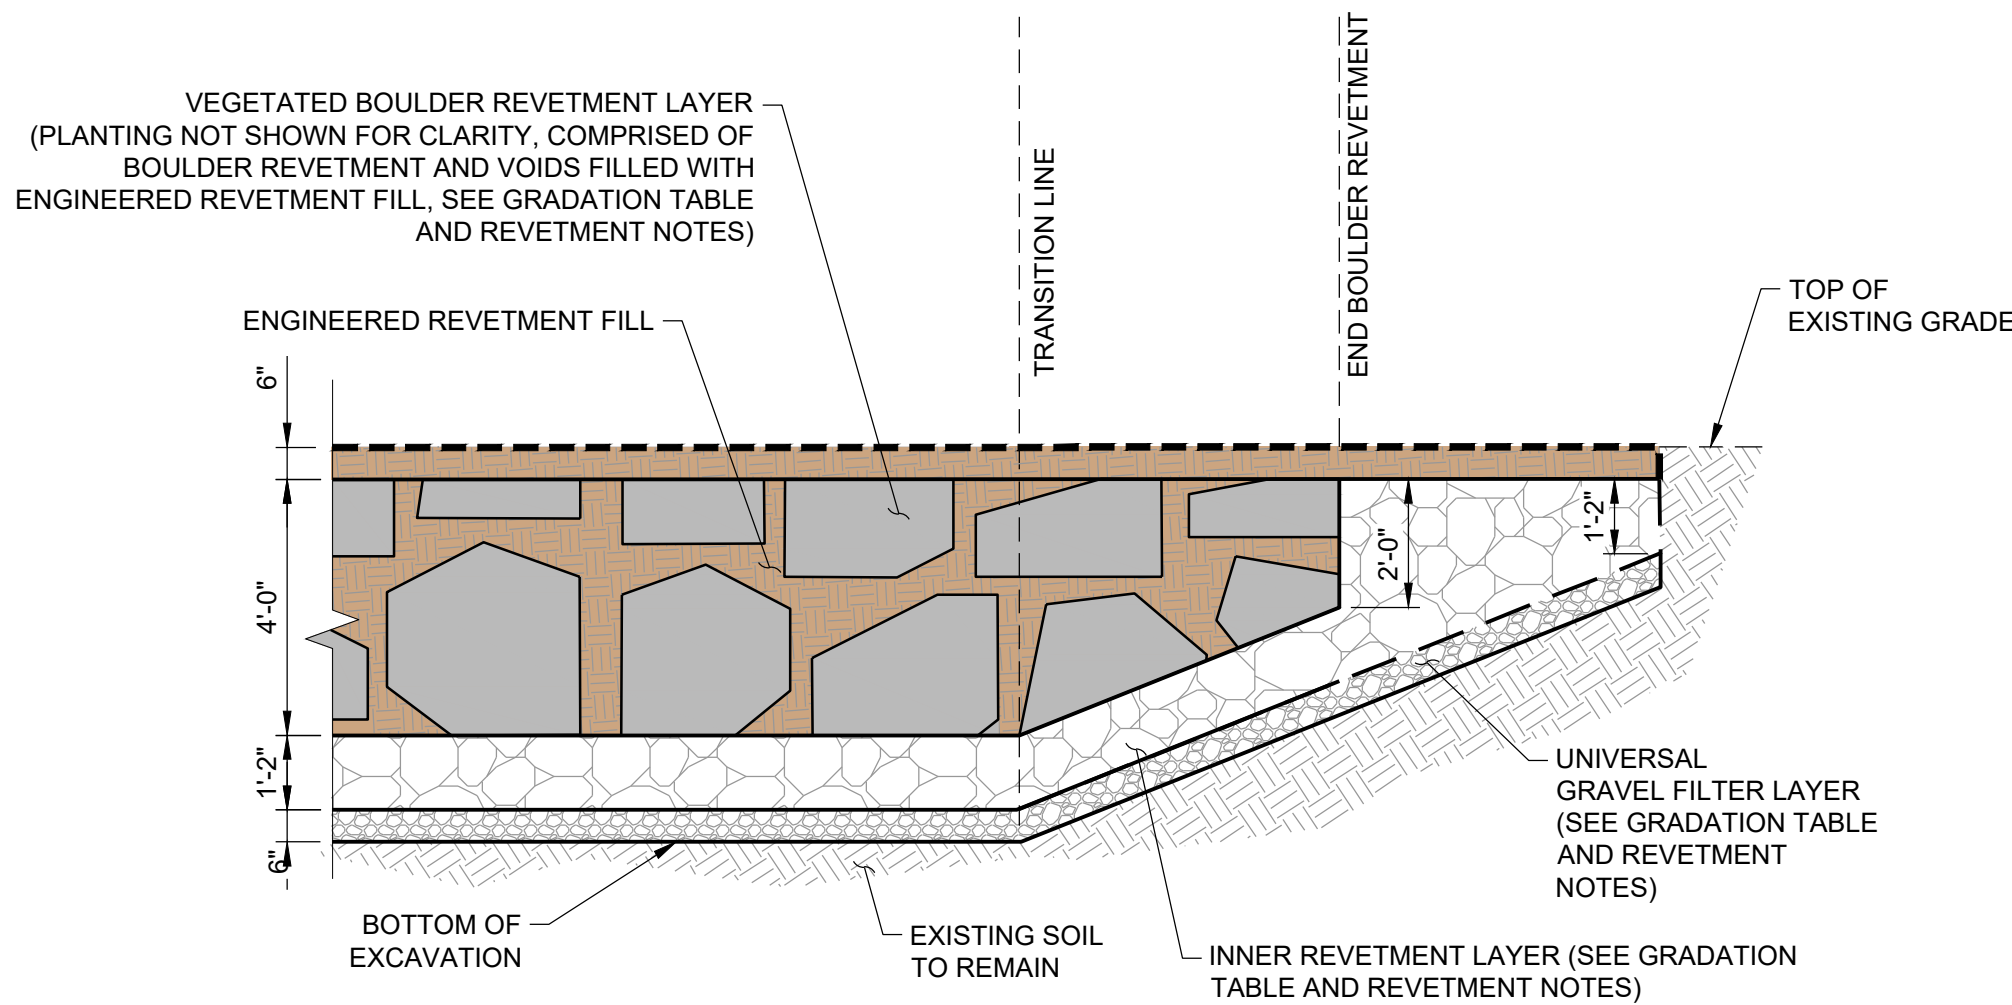 VEGETATED BOULDER REVETMENT LAYER
(PLANTING NOT SHOWN FOR CLARITY, COMPRISED OF
BOULDER REVETMENT AND VOIDS FILLED WITH
ENGINEERED REVETMENT FILL, SEE GRADATION TABLE
AND REVETMENT NOTES)
TRANSITION LINE
END BOULDER REVETMENT
TOP OF
EXISTING GRADE
ENGINEERED REVETMENT FILL
6"
4'-0"
1'-2"
6"
2'-0"
1'-2"
UNIVERSAL
GRAVEL FILTER LAYER
(SEE GRADATION TABLE
AND REVETMENT
NOTES)
BOTTOM OF
EXCAVATION
EXISTING SOIL
TO REMAIN
INNER REVETMENT LAYER (SEE GRADATION
TABLE AND REVETMENT NOTES)